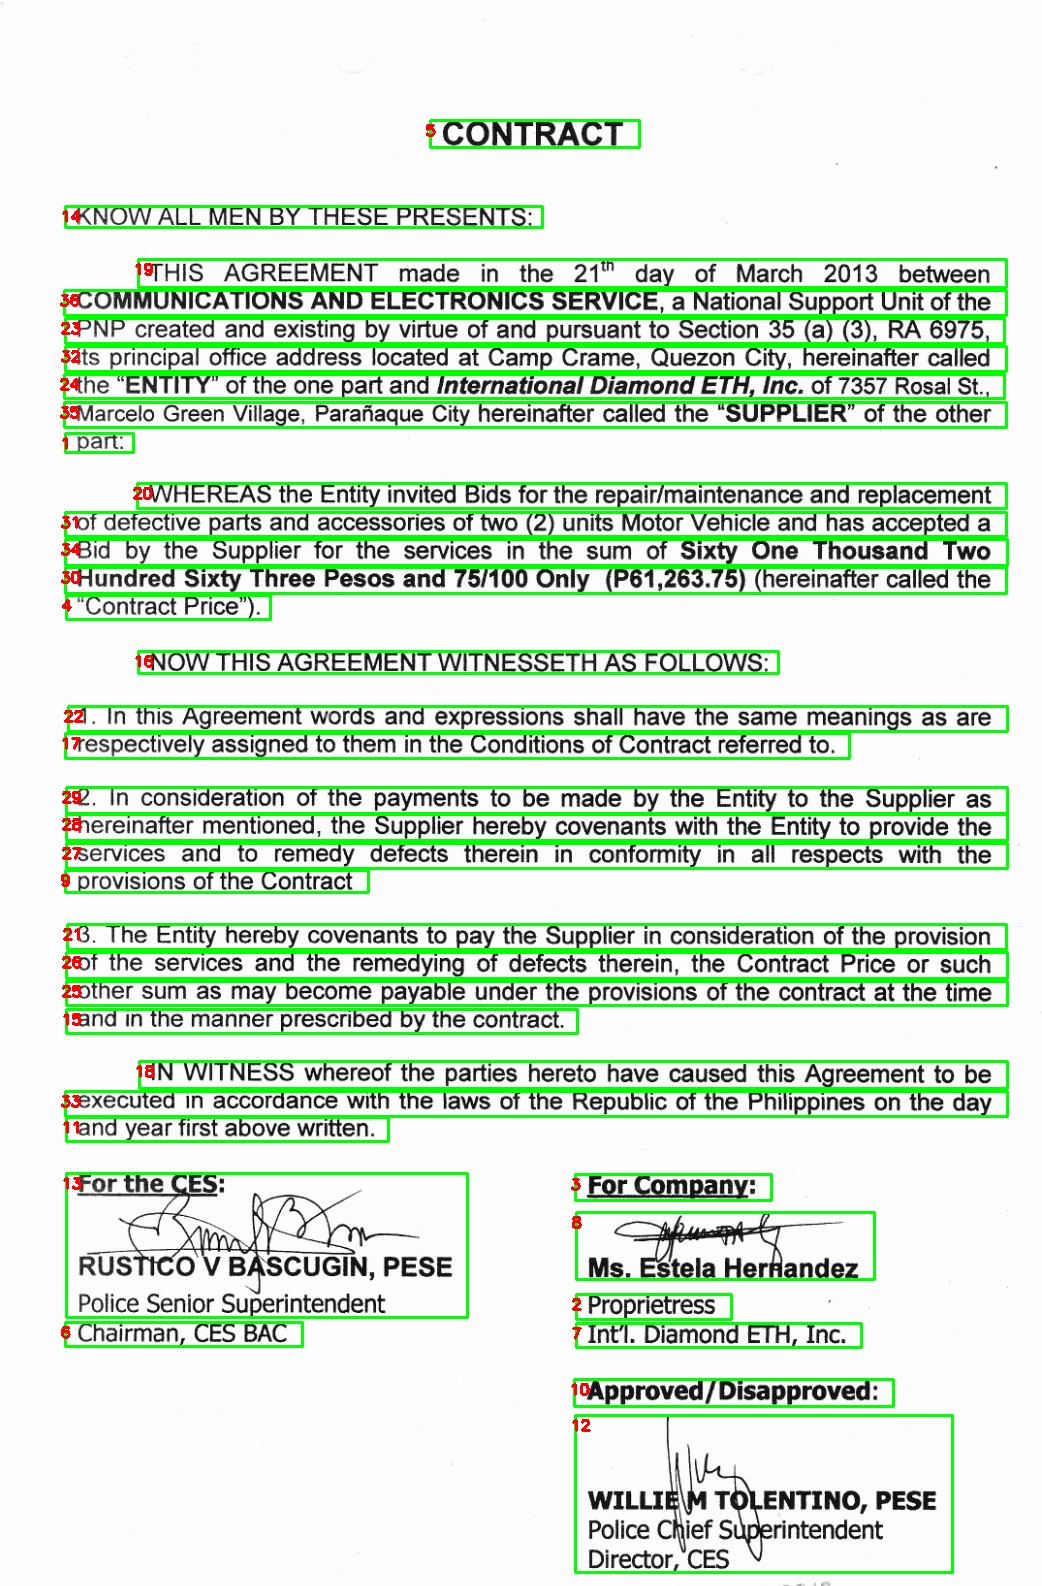 CONTRACT
KNOW ALL MEN BY THESE PRESENTS:
THIS AGREEMENT made in the 21th day of March 2013 between
COMMUNICATIONS AND ELECTRONICS SERVICE, a National Support Unit of the
PNP created and existing by virtue of and pursuant to Section 35 (a) (3), RA 6975,
its principal office address located at Camp Crame, Quezon City, hereinafter called
the “ENTITY” of the one part and International Diamond ETH, Inc. of 7357 Rosal St.,
Marcelo Green Village, Parañaque City hereinafter called the “SUPPLIER” of the other
part:
WHEREAS the Entity invited Bids for the repair/maintenance and replacement
of defective parts and accessories of two (2) units Motor Vehicle and has accepted a
Bid by the Supplier for the services in the sum of Sixty One Thousand Two
Hundred Sixty Three Pesos and 75/100 Only (P61,263.75) (hereinafter called the
“Contract Price”).
NOW THIS AGREEMENT WITNESSETH AS FOLLOWS:
1. In this Agreement words and expressions shall have the same meanings as are
respectively assigned to them in the Conditions of Contract referred to.
2. In consideration of the payments to be made by the Entity to the Supplier as
hereinafter mentioned, the Supplier hereby covenants with the Entity to provide the
services and to remedy defects therein in conformity in all respects with the
provisions of the Contract
3. The Entity hereby covenants to pay the Supplier in consideration of the provision
of the services and the remedying of defects therein, the Contract Price or such
other sum as may become payable under the provisions of the contract at the time
and in the manner prescribed by the contract.
IN WITNESS whereof the parties hereto have caused this Agreement to be
executed in accordance with the laws of the Republic of the Philippines on the day
and year first above written.
For the CES:
RUSTICO V BASCUGIN, PESE
Police Senior Superintendent
Chairman, CES BAC
For Company:
Ms. Estela Hernandez
Proprietress
Int'l. Diamond ETH, Inc.
Approved/Disapproved:
WILLIE M TOLENTINO, PESE
Police Chief Superintendent
Director, CES